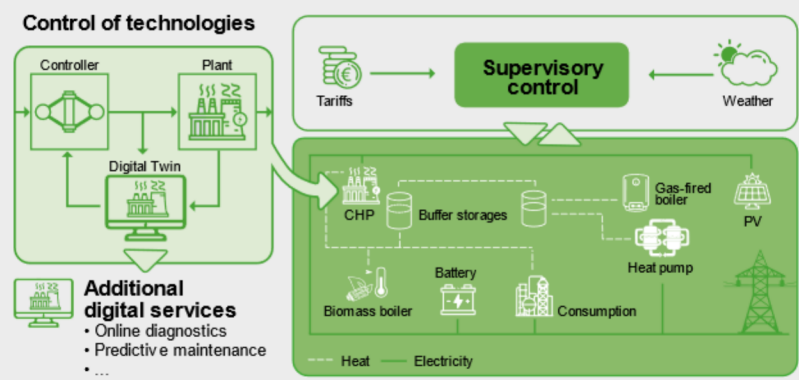 Control of technologies
Controller
Plant
Digital Twin
Additional
digital services
• Online diagnostics
• Predictive maintenance
• ...
Tariffs
Supervisory
control
Weather
CHP
Buffer storages
Gas-fired
boiler
PV
Heat pump
Biomass boiler
Battery
Consumption
Heat
Electricity